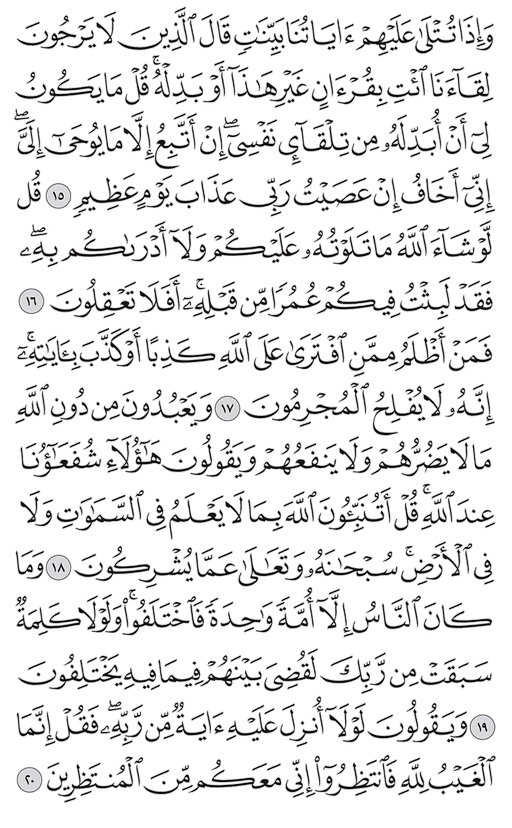 وَإِذَا تُتْلَىٰ عَلَيْهِمْ ءَايَاتُنَا بَيِّنَٰتٍ قَالَ ٱلَّذِينَ لَا يَرْجُونَ
لِقَآءَنَا ٱئْتِ بِقُرْءَانٍ غَيْرِ هَٰذَآ أَوْ بَدِّلْهُ ۚ قُلْ مَا يَكُونُ
لِىٓ أَنْ أُبَدِّلَهُۥ مِن تِلْقَآئِ نَفْسِىٓ ۖ إِنْ أَتَّبِعُ إِلَّا مَا يُوحَىٰٓ إِلَىَّ ۖ
إِنِّىٓ أَخَافُ إِنْ عَصَيْتُ رَبِّى عَذَابَ يَوْمٍ عَظِيمٍ ١٥ قُل
لَّوْ شَآءَ ٱللَّهُ مَا تَلَوْتُهُۥ عَلَيْكُمْ وَلَآ أَدْرَىٰكُم بِهِۦ ۖ
فَقَدْ لَبِثْتُ فِيكُمْ عُمُرًا مِّن قَبْلِهِۦٓ ۚ أَفَلَا تَعْقِلُونَ ١٦
فَمَنْ أَظْلَمُ مِمَّنِ ٱفْتَرَىٰ عَلَى ٱللَّهِ كَذِبًا أَوْ كَذَّبَ بِـَٔايَٰتِهِۦٓ ۚ
إِنَّهُۥ لَا يُفْلِحُ ٱلْمُجْرِمُونَ ١٧ وَيَعْبُدُونَ مِن دُونِ ٱللَّهِ
مَا لَا يَضُرُّهُمْ وَلَا يَنفَعُهُمْ وَيَقُولُونَ هَٰٓؤُلَآءِ شُفَعَٰٓؤُنَا
عِندَ ٱللَّهِ ۚ قُلْ أَتُنَبِّـُٔونَ ٱللَّهَ بِمَا لَا يَعْلَمُ فِى ٱلسَّمَٰوَٰتِ وَلَا
فِى ٱلْأَرْضِ ۚ سُبْحَٰنَهُۥ وَتَعَٰلَىٰ عَمَّا يُشْرِكُونَ ١٨ وَمَا
كَانَ ٱلنَّاسُ إِلَّآ أُمَّةً وَٰحِدَةً فَٱخْتَلَفُوا۟ ۚ وَلَوْلَا كَلِمَةٌ
سَبَقَتْ مِن رَّبِّكَ لَقُضِىَ بَيْنَهُمْ فِيمَا فِيهِ يَخْتَلِفُونَ
١٩ وَيَقُولُونَ لَوْلَآ أُنزِلَ عَلَيْهِ ءَايَةٌ مِّن رَّبِّهِۦ ۖ فَقُلْ إِنَّمَا
ٱلْغَيْبُ لِلَّهِ فَٱنتَظِرُوٓا۟ إِنِّى مَعَكُم مِّنَ ٱلْمُنتَظِرِينَ ٢٠